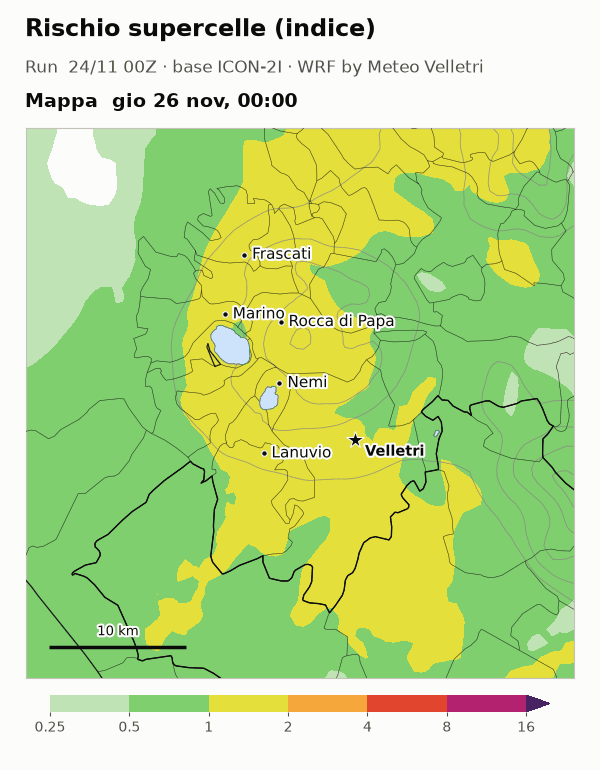 Rischio supercelle (indice)
Run  24/11 00Z · base ICON-2I · WRF by Meteo Velletri
Mappa  gio 26 nov, 00:00
Frascati
Marino
Rocca di Papa
Nemi
Velletri
Lanuvio
10 km
0.25 0.5 1 2 4 8 16